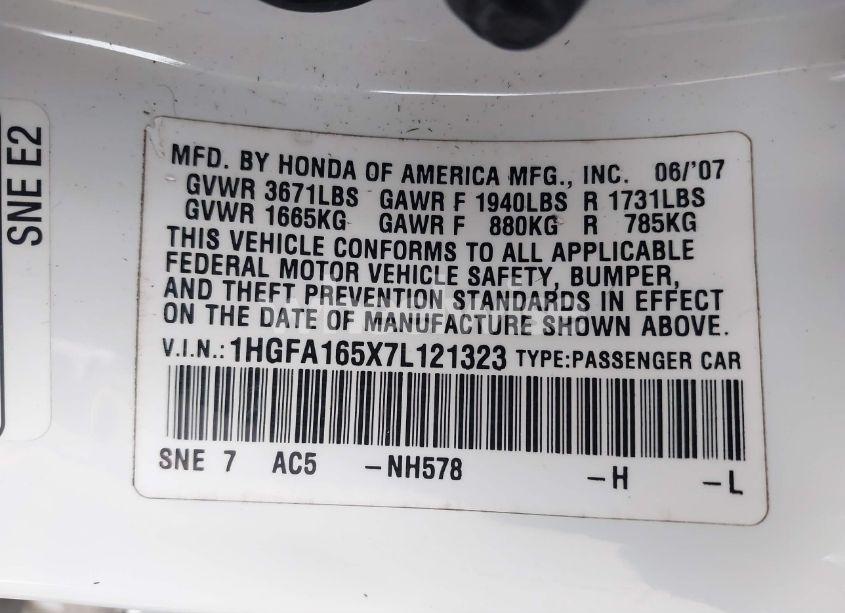 SNE E2
MFD. BY HONDA OF AMERICA MFG., INC. 06/'07
GVWR 3671LBS GAWR F 1940LBS R 1731LBS
GVWR 1665KG GAWR F 880KG R 785KG
THIS VEHICLE CONFORMS TO ALL APPLICABLE
FEDERAL MOTOR VEHICLE SAFETY, BUMPER,
AND THEFT PREVENTION STANDARDS IN EFFECT
ON THE DATE OF MANUFACTURE SHOWN ABOVE.
V.I.N.: 1HGFA165X7L121323 TYPE:PASSENGER CAR
SNE 7 AC5 -NH578 -H -L